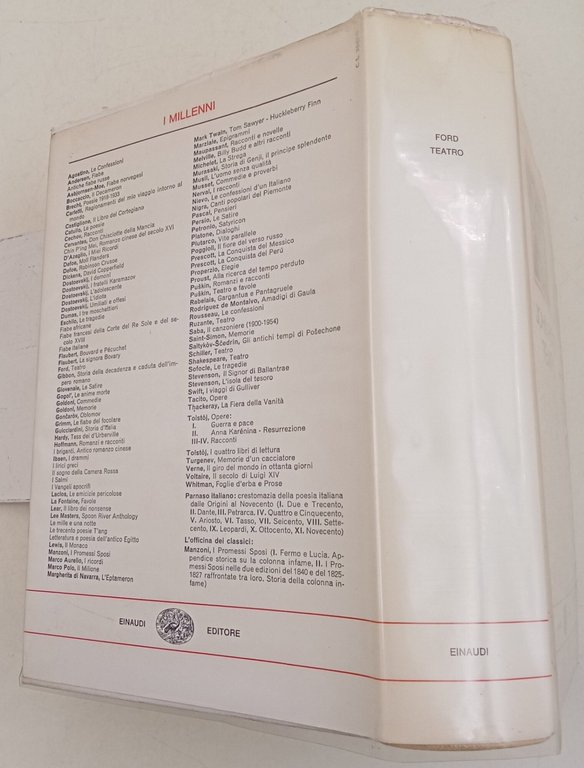 I MILLENNI
Agostino, Le Confessioni
Andersen, Fiabe
Antiche fiabe russe
Asbjørnsen-Moe, Fiabe norvegesi
Boccaccio, Il Decameron
Brecht, Poesie 1918-1933
Carletti, Ragionamenti del mio viaggio intorno al
mondo
Castiglione, Il Libro del Cortegiano
Catullo, Le poesie
Cechov, Racconti
Cervantes, Don Chisciotte della Mancia
Chin P'ing Mei, Romanzo cinese del secolo XVI
D'Azeglio, I Miei Ricordi
Defoe, Moll Flanders
Defoe, Robinson Crusoe
Dickens, David Copperfield
Dostoevskij, I demoni
Dostoevskij, I fratelli Karamazov
Dostoevskij, L'adolescente
Dostoevskij, L'idiota
Dostoevskij, Umiliati e offesi
Dumas, I tre moschettieri
Eschilo, Le tragedie
Fiabe africane
Fiabe francesi della Corte del Re Sole e del se-
colo XVIII
Fiabe italiane
Flaubert, Bouvard e Pécuchet
Flaubert, La signora Bovary
Ford, Teatro
Gibbon, Storia della decadenza e caduta dell'im-
pero romano
Giovenale, Le Satire
Gogol', Le anime morte
Goldoni, Commedie
Goldoni, Memorie
Gončaròv, Oblomov
Grimm, Le fiabe del focolare
Guicciardini, Storia d'Italia
Hardy, Tess dei d'Urberville
Hoffmann, Romanzi e racconti
I briganti, Antico romanzo cinese
Ibsen, I drammi
I lirici greci
Il sogno della Camera Rossa
I Salmi
I Vangeli apocrifi
Laclos, Le amicizie pericolose
La Fontaine, Favole
Lear, Il libro dei nonsense
Lee Masters, Spoon River Anthology
Le mille e una notte
Le trecento poesie T'ang
Letteratura e poesia dell'antico Egitto
Lewis, Il Monaco
Manzoni, I Promessi Sposi
Marco Aurelio, I ricordi
Marco Polo, Il Milione
Margherita di Navarra, L'Eptameron
Mark Twain, Tom Sawyer - Huckleberry Finn
Marziale, Epigrammi
Maupassant, Racconti e novelle
Melville, Billy Budd e altri racconti
Michelet, La Strega
Murasaki, Storia di Genji, il principe splendente
Musil, L'uomo senza qualità
Musset, Commedie e proverbi
Nerval, I racconti
Nievo, Le confessioni d'un Italiano
Nigra, Canti popolari del Piemonte
Pascal, Pensieri
Persio, Le Satire
Petronio, Satyricon
Platone, Dialoghi
Plutarco, Vite parallele
Poggioli, Il fiore del verso russo
Prescott, La Conquista del Messico
Prescott, La Conquista del Perú
Properzio, Elegie
Proust, Alla ricerca del tempo perduto
Puškin, Romanzi e racconti
Puškin, Teatro e favole
Rabelais, Gargantua e Pantagruele
Rodríguez de Montalvo, Amadigi di Gaula
Rousseau, Le confessioni
Ruzante, Teatro
Saba, Il canzoniere (1900-1954)
Saint-Simon, Memorie
Saltykòv-Ščedrin, Gli antichi tempi di Pošechone
Schiller, Teatro
Shakespeare, Teatro
Sofocle, Le tragedie
Stevenson, Il Signor di Ballantrae
Stevenson, L'isola del tesoro
Swift, I viaggi di Gulliver
Tacito, Opere
Thackeray, La Fiera della Vanità
Tolstòj, Opere:
I. Guerra e pace
II. Anna Karénina - Resurrezione
III-IV. Racconti
Tolstòj, I quattro libri di lettura
Turgenev, Memorie d'un cacciatore
Verne, Il giro del mondo in ottanta giorni
Voltaire, Il secolo di Luigi XIV
Whitman, Foglie d'erba e Prose
Parnaso italiano: crestomazia della poesia italiana
dalle Origini al Novecento (I. Due e Trecento,
II. Dante, III. Petrarca, IV. Quattro e Cinquecento,
V. Ariosto, VI. Tasso, VII. Seicento, VIII. Sette-
cento, IX. Leopardi, X. Ottocento, XI. Novecento)
L'officina dei classici:
Manzoni, I Promessi Sposi (I. Fermo e Lucia. Ap-
pendice storica su la colonna infame, II. I Pro-
messi Sposi nelle due edizioni del 1840 e del 1825-
1827 raffrontate tra loro. Storia della colonna in-
fame)
EINAUDI EDITORE
FORD
TEATRO
EINAUDI